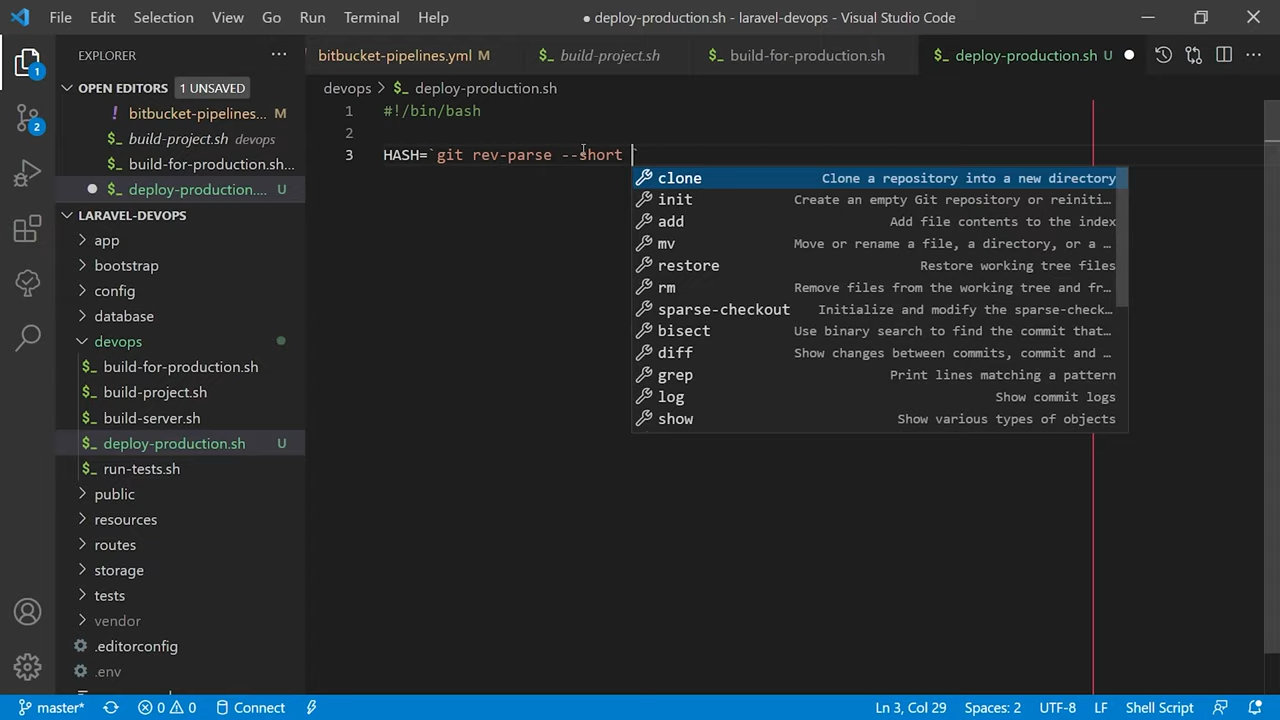 File Edit Selection View Go Run Terminal Help
● deploy-production.sh - laravel-devops - Visual Studio Code
EXPLORER
bitbucket-pipelines.yml M
build-project.sh
build-for-production.sh
deploy-production.sh U
1
OPEN EDITORS 1 UNSAVED
bitbucket-pipelines... M
build-project.sh devops
build-for-production.sh
deploy-production.... U
2
LARAVEL-DEVOPS
app
bootstrap
config
database
devops
build-for-production.sh
build-project.sh
build-server.sh
deploy-production.sh U
run-tests.sh
public
resources
routes
storage
tests
vendor
.editorconfig
.env
devops > deploy-production.sh
1 #!/bin/bash
2
3 HASH=`git rev-parse --short `
clone Clone a repository into a new directory
init Create an empty Git repository or reiniti…
add Add file contents to the index
mv Move or rename a file, a directory, or a …
restore Restore working tree files
rm Remove files from the working tree and fr…
sparse-checkout Initialize and modify the sparse-check…
bisect Use binary search to find the commit that…
diff Show changes between commits, commit and …
grep Print lines matching a pattern
log Show commit logs
show Show various types of objects
master* 0 0 Connect
Ln 3, Col 29 Spaces: 2 UTF-8 LF Shell Script